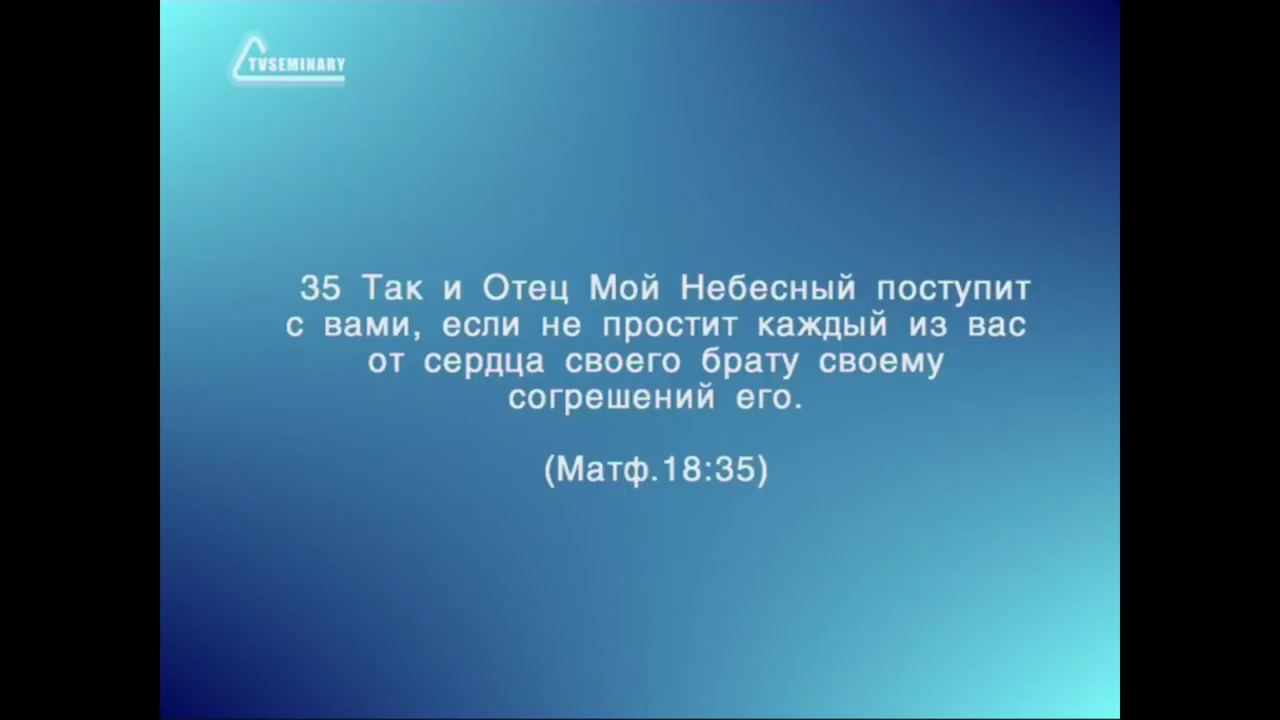 TVSEMINARY
35 Так и Отец Мой Небесный поступит
с вами, если не простит каждый из вас
от сердца своего брату своему
согрешений его.
(Матф.18:35)